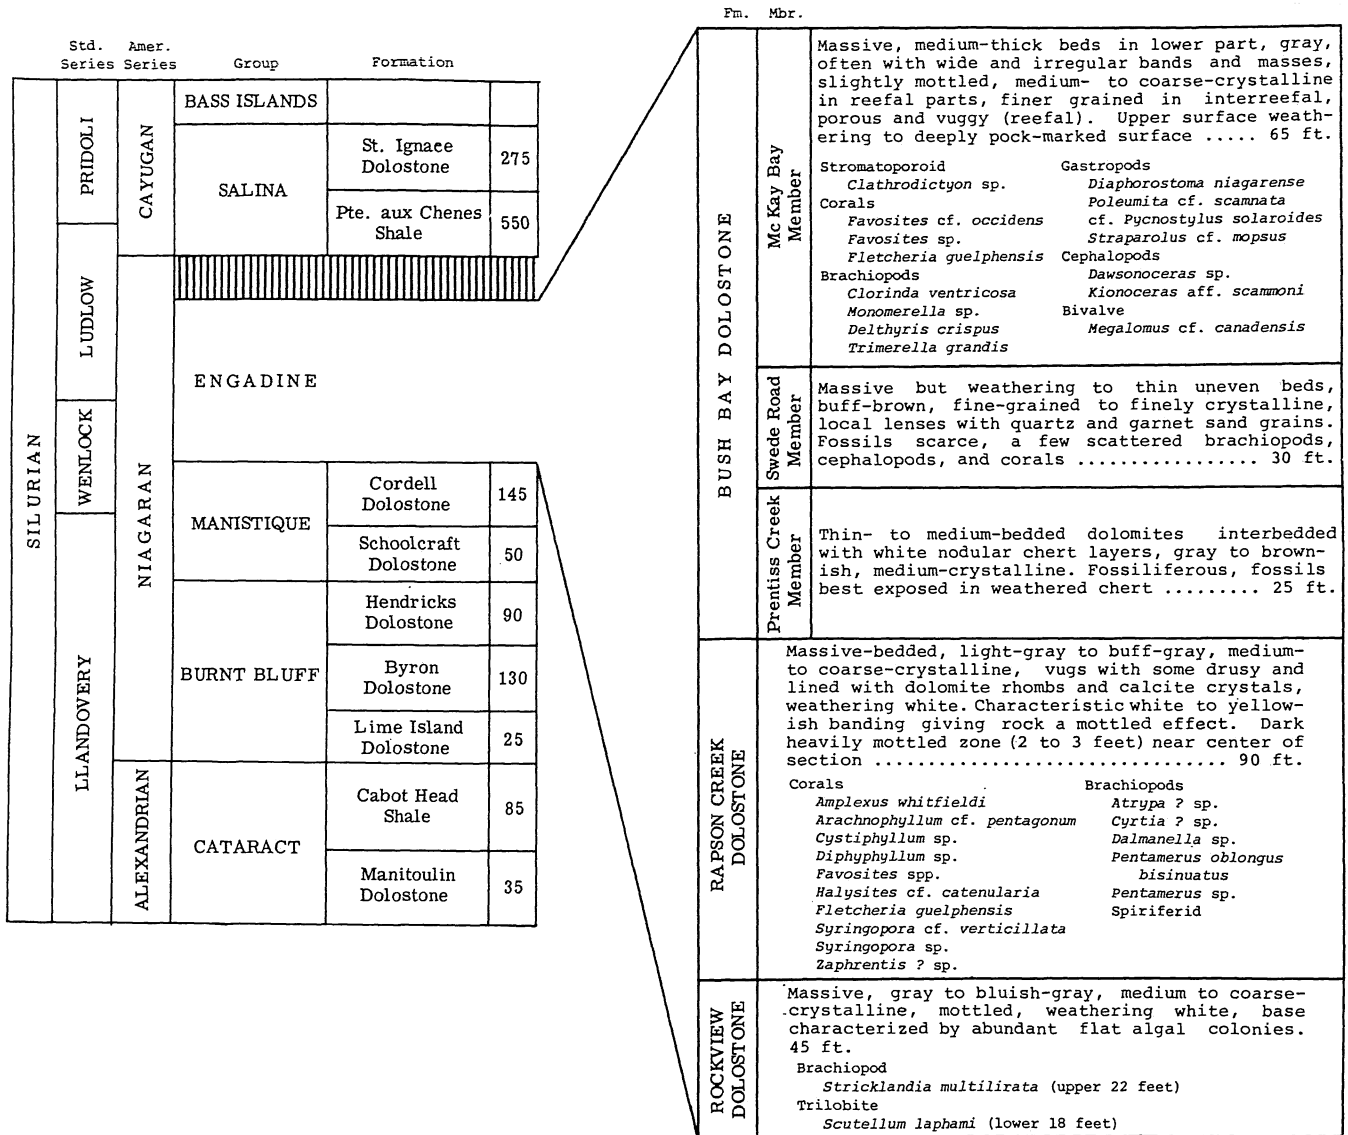 Std. Amer.
Series Series Group Formation
SILURIAN
PRIDOLI
LUDLOW
WENLOCK
LLANDOVERY
CAYUGAN
NIAGARAN
ALEXANDRIAN
BASS ISLANDS
SALINA
St. Ignace
Dolostone
275
Pte. aux Chenes
Shale
550
ENGADINE
MANISTIQUE
Cordell
Dolostone
145
Schoolcraft
Dolostone
50
BURNT BLUFF
Hendricks
Dolostone
90
Byron
Dolostone
130
Lime Island
Dolostone
25
CATARACT
Cabot Head
Shale
85
Manitoulin
Dolostone
35
Fm. Mbr.
BUSH BAY DOLOSTONE
Mc Kay Bay
Member
Massive, medium-thick beds in lower part, gray,
often with wide and irregular bands and masses,
slightly mottled, medium- to coarse-crystalline
in reefal parts, finer grained in interreefal,
porous and vuggy (reefal). Upper surface weath-
ering to deeply pock-marked surface ..... 65 ft.
Stromatoporoid
Clathrodictyon sp.
Corals
Favosites cf. occidens
Favosites sp.
Fletcheria guelphensis
Brachiopods
Clorinda ventricosa
Monomerella sp.
Delthyris crispus
Trimerella grandis
Gastropods
Diaphorostoma niagarense
Poleumita cf. scamnata
cf. Pycnostylus solaroides
Straparolus cf. mopsus
Cephalopods
Dawsonoceras sp.
Kionoceras aff. scammoni
Bivalve
Megalomus cf. canadensis
Swede Road
Member
Massive but weathering to thin uneven beds,
buff-brown, fine-grained to finely crystalline,
local lenses with quartz and garnet sand grains.
Fossils scarce, a few scattered brachiopods,
cephalopods, and corals ................. 30 ft.
Prentiss Creek
Member
Thin- to medium-bedded dolomites interbedded
with white nodular chert layers, gray to brown-
ish, medium-crystalline. Fossiliferous, fossils
best exposed in weathered chert ......... 25 ft.
RAPSON CREEK
DOLOSTONE
Massive-bedded, light-gray to buff-gray, medium-
to coarse-crystalline, vugs with some drusy and
lined with dolomite rhombs and calcite crystals,
weathering white. Characteristic white to yellow-
ish banding giving rock a mottled effect. Dark
heavily mottled zone (2 to 3 feet) near center of
section ................................. 90 ft.
Corals
Amplexus whitfieldi
Arachnophyllum cf. pentagonum
Cystiphyllum sp.
Diphyphyllum sp.
Favosites spp.
Halysites cf. catenularia
Fletcheria guelphensis
Syringopora cf. verticillata
Syringopora sp.
Zaphrentis ? sp.
Brachiopods
Atrypa ? sp.
Cyrtia ? sp.
Dalmanella sp.
Pentamerus oblongus
bisinuatus
Pentamerus sp.
Spiriferid
ROCKVIEW
DOLOSTONE
Massive, gray to bluish-gray, medium to coarse-
crystalline, mottled, weathering white, base
characterized by abundant flat algal colonies.
45 ft.
Brachiopod
Stricklandia multilirata (upper 22 feet)
Trilobite
Scutellum laphami (lower 18 feet)